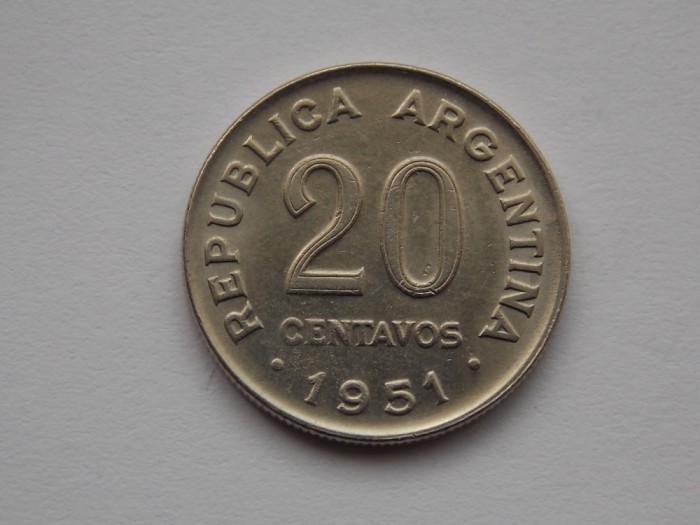 REPUBLICA ARGENTINA
20
CENTAVOS
· 1951 ·